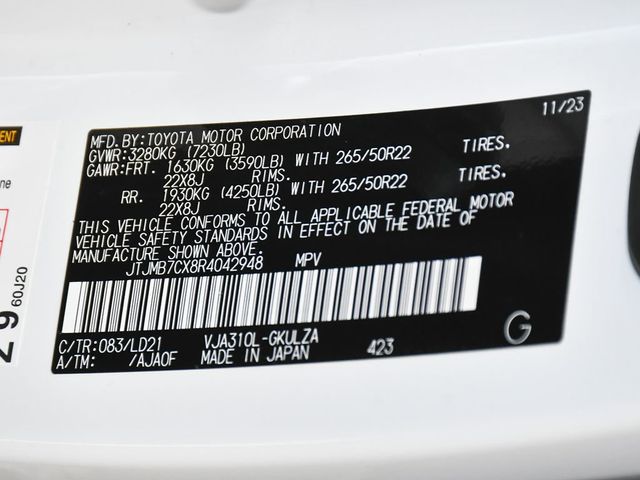 11/23
MFD.BY:TOYOTA MOTOR CORPORATION
GVWR:3280KG (7230LB)
GAWR:FRT. 1630KG (3590LB) WITH 265/50R22 TIRES.
22X8J RIMS.
RR. 1930KG (4250LB) WITH 265/50R22 TIRES.
22X8J RIMS.
THIS VEHICLE CONFORMS TO ALL APPLICABLE FEDERAL MOTOR
VEHICLE SAFETY STANDARDS IN EFFECT ON THE DATE OF
MANUFACTURE SHOWN ABOVE.
JTJMB7CX8R4042948 MPV
C/TR:083/LD21 VJA310L-GKULZA
A/TM: /AJA0F MADE IN JAPAN 423
G
60J20
29